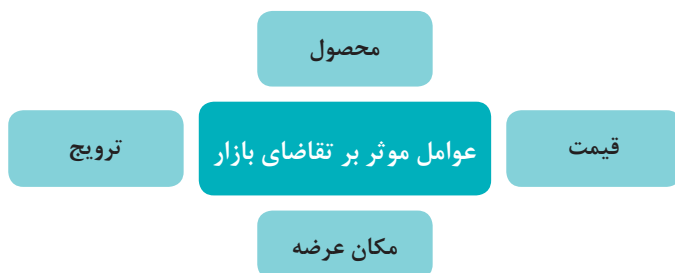 محصول
قیمت
عوامل موثر بر تقاضای بازار
ترویج
مکان عرضه